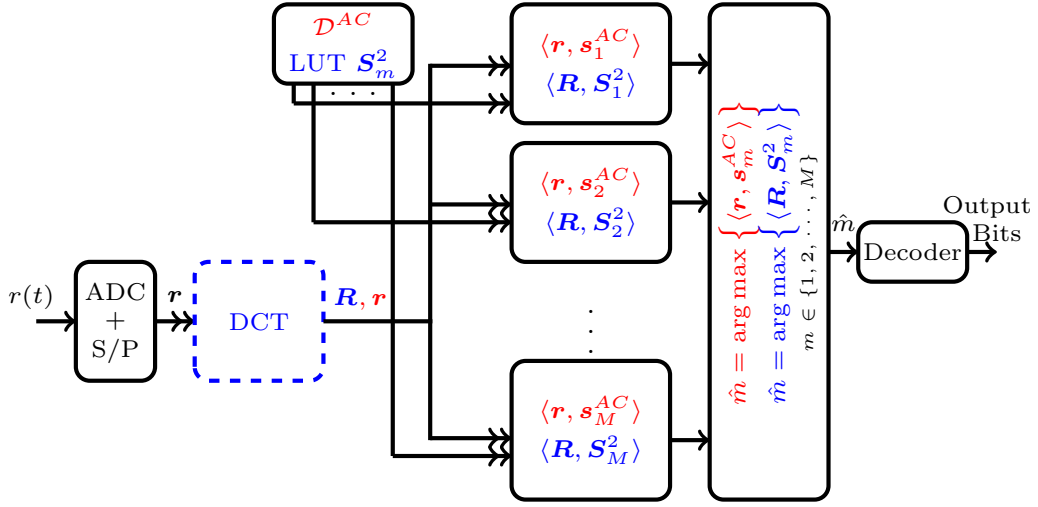 𝒟^{AC}
LUT S_m^2
. . .
⟨r, s_1^{AC}⟩
⟨R, S_1^2⟩
⟨r, s_2^{AC}⟩
⟨R, S_2^2⟩
.
.
.
⟨r, s_M^{AC}⟩
⟨R, S_M^2⟩
r(t)
ADC
+
S/P
r
DCT
R, r
m̂ = arg max {⟨r, s_m^{AC}⟩}
m̂ = arg max {⟨R, S_m^2⟩}
m ∈ {1, 2, . . . , M}
m̂
Decoder
Output
Bits